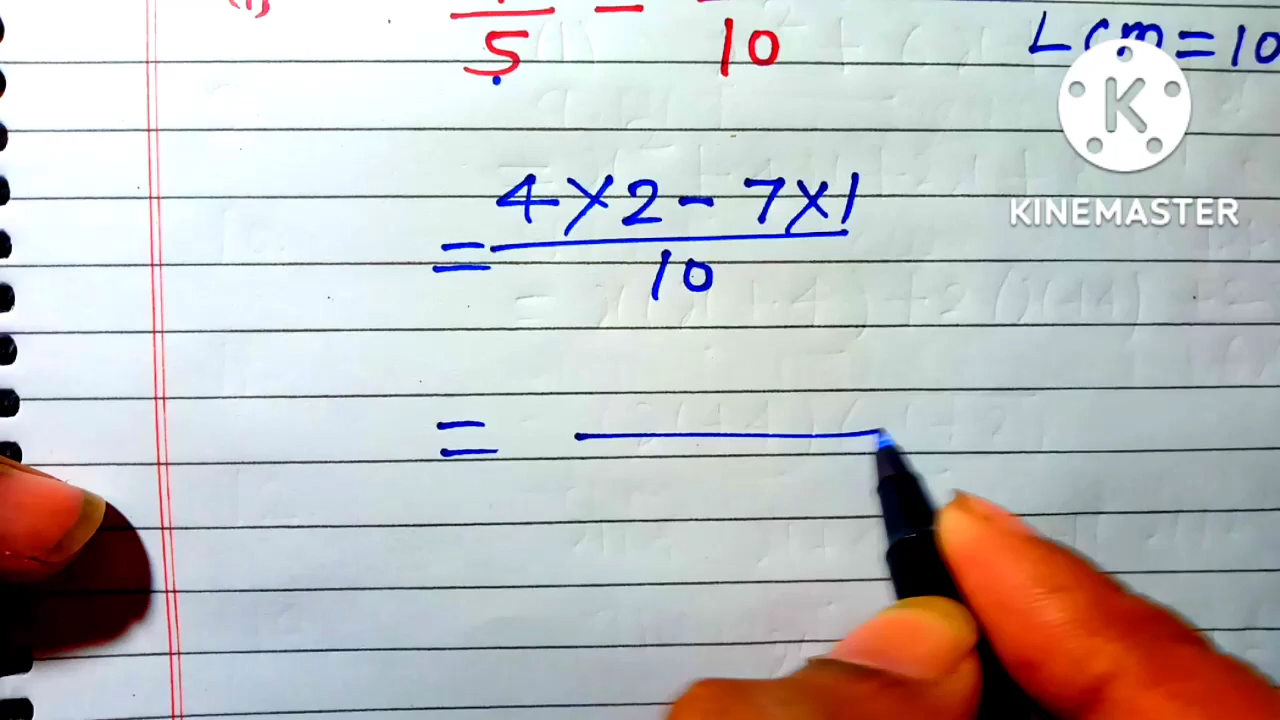 5 - 10 Lcm = 10
K
KINEMASTER
4 X 2 - 7 X 1
=
10
=